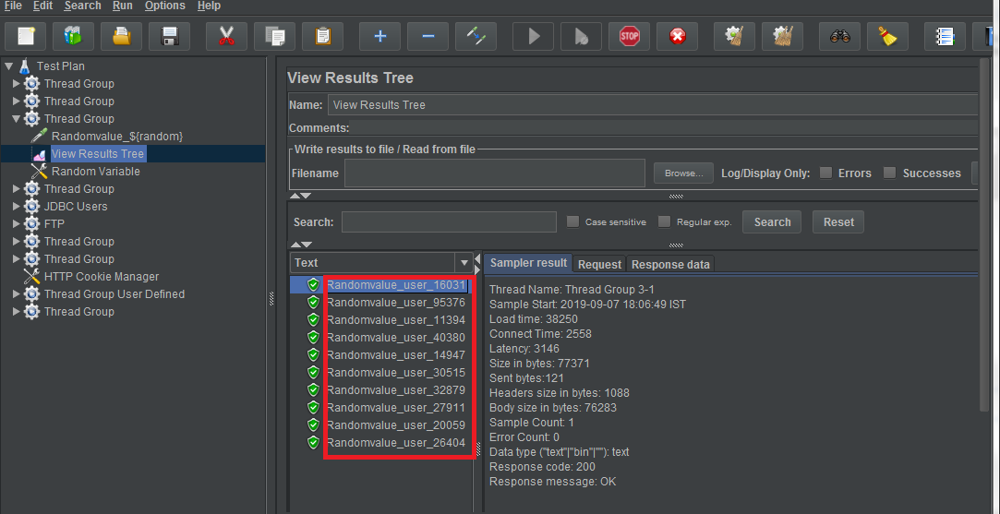 File Edit Search Run Options Help
STOP
Test Plan
Thread Group
Thread Group
Thread Group
Randomvalue_${random}
View Results Tree
Random Variable
Thread Group
JDBC Users
FTP
Thread Group
Thread Group
HTTP Cookie Manager
Thread Group User Defined
Thread Group
View Results Tree
Name: View Results Tree
Comments:
Write results to file / Read from file
Filename Browse... Log/Display Only: Errors Successes
Search: Case sensitive Regular exp. Search Reset
Text
Randomvalue_user_16031
Randomvalue_user_95376
Randomvalue_user_11394
Randomvalue_user_40380
Randomvalue_user_14947
Randomvalue_user_30515
Randomvalue_user_32879
Randomvalue_user_27911
Randomvalue_user_20059
Randomvalue_user_26404
Sampler result Request Response data
Thread Name: Thread Group 3-1
Sample Start: 2019-09-07 18:06:49 IST
Load time: 38250
Connect Time: 2558
Latency: 3146
Size in bytes: 77371
Sent bytes:121
Headers size in bytes: 1088
Body size in bytes: 76283
Sample Count: 1
Error Count: 0
Data type ("text"|"bin"|""): text
Response code: 200
Response message: OK